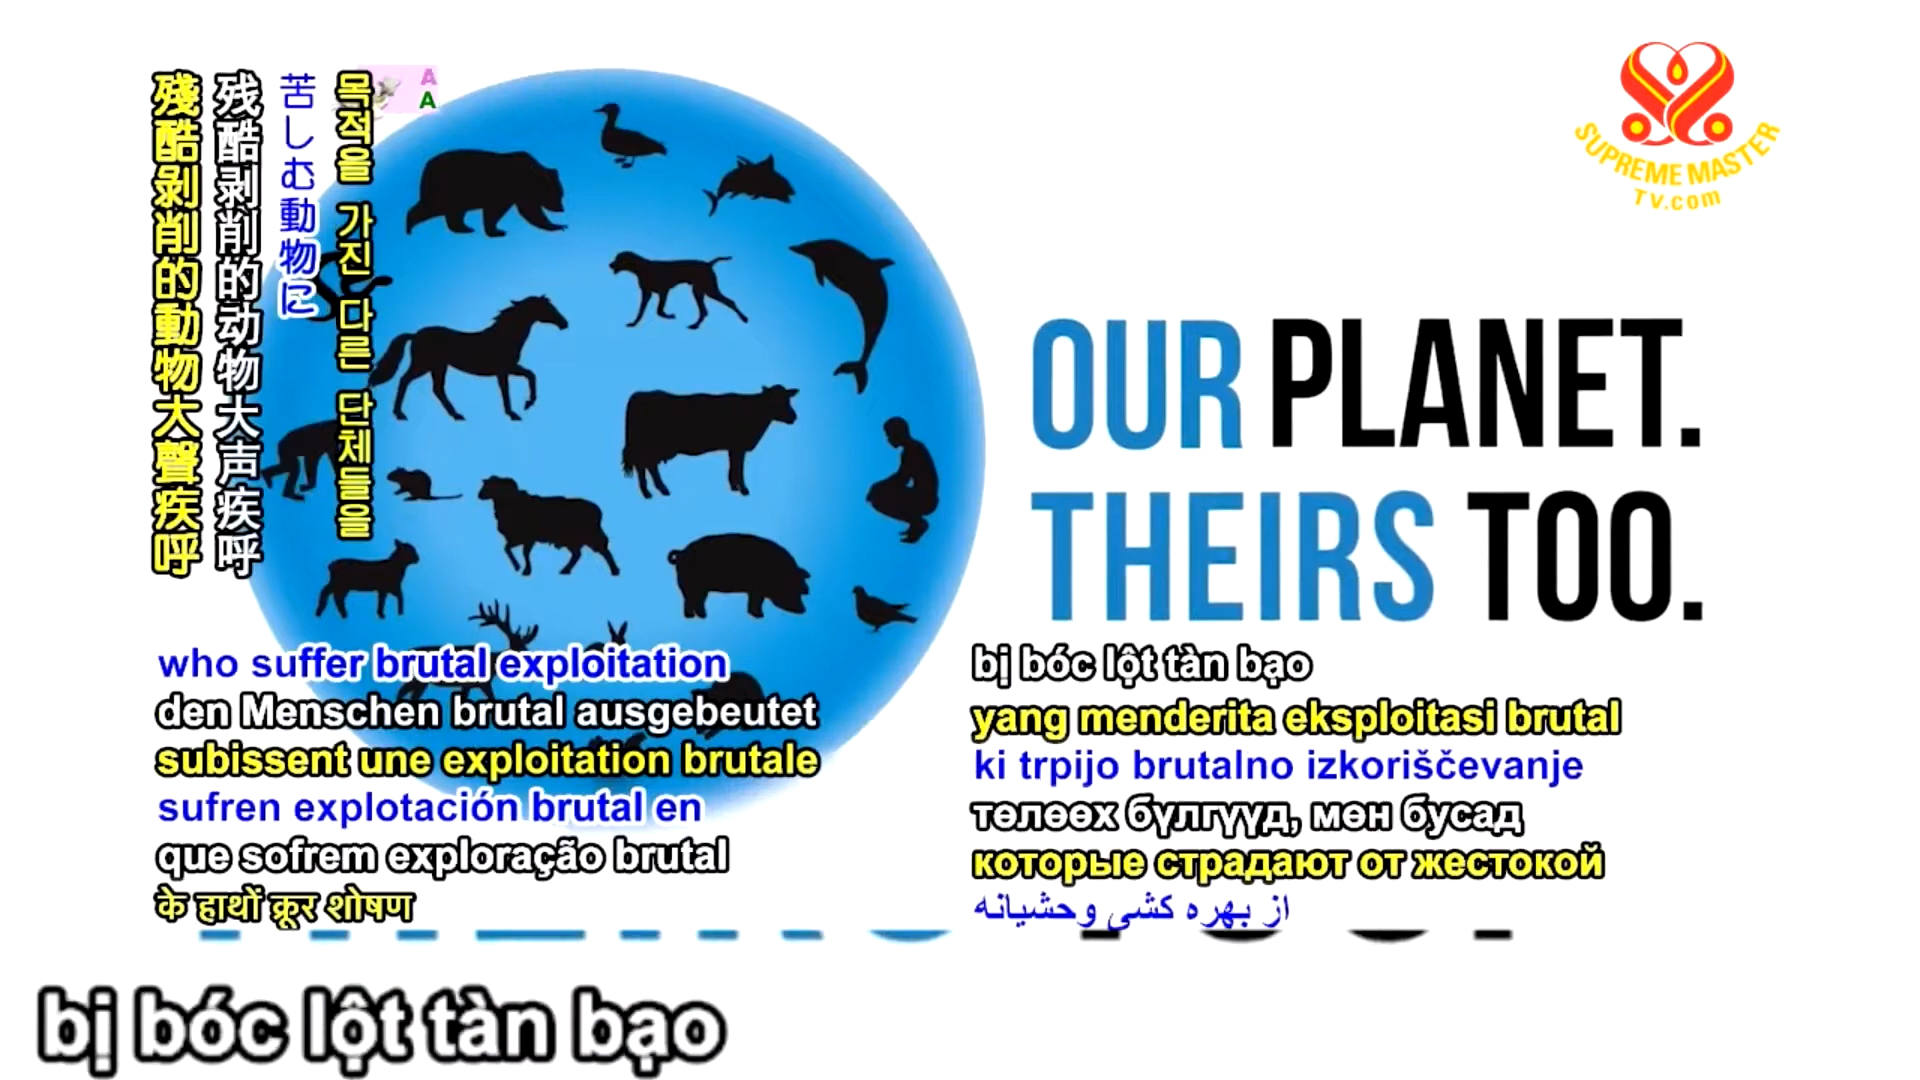 殘酷剝削的動物大聲疾呼
残酷剥削的动物大声疾呼
苦しむ動物に
목적을 가진 다른 단체들을
A
A
SUPREME MASTER
TV.com
OUR PLANET.
THEIRS TOO.
who suffer brutal exploitation
den Menschen brutal ausgebeutet
subissent une exploitation brutale
sufren explotación brutal en
que sofrem exploração brutal
के हाथों क्रूर शोषण
bị bóc lột tàn bạo
yang menderita eksploitasi brutal
ki trpijo brutalno izkoriščevanje
төлөөх бүлгүүд, мөн бусад
которые страдают от жестокой
از بهره کشی وحشیانه
bị bóc lột tàn bạo